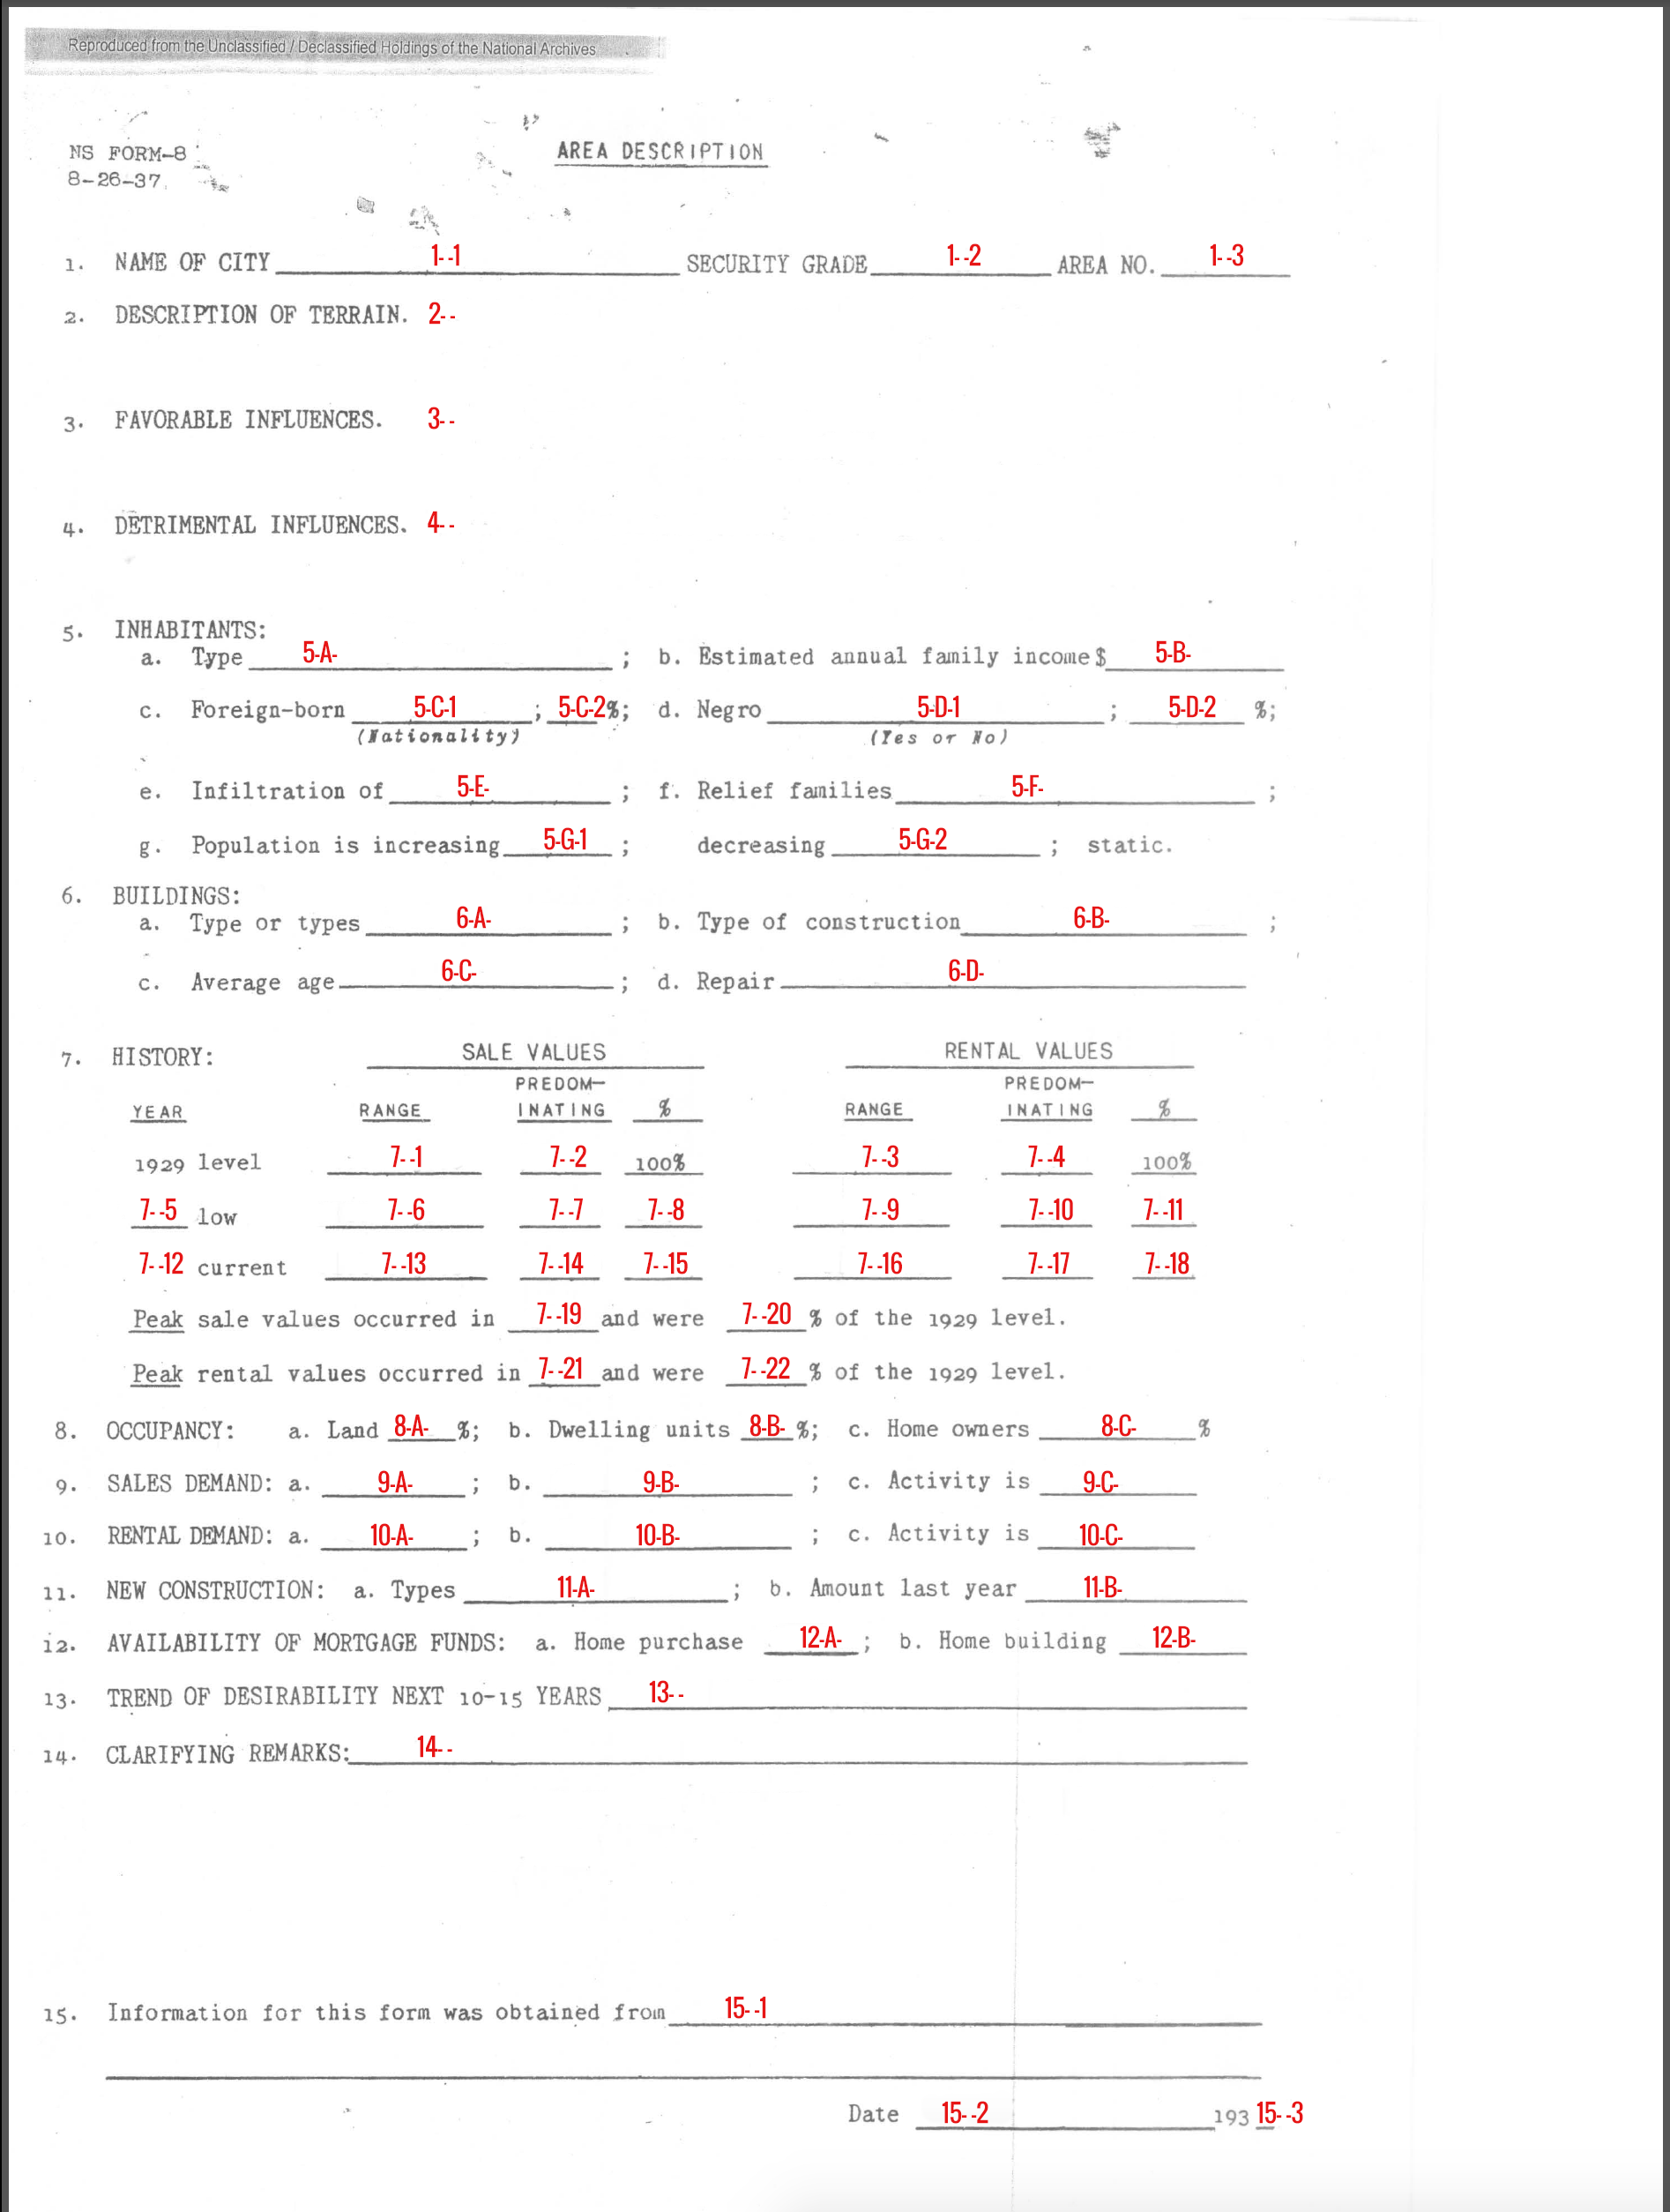 Reproduced from the Unclassified / Declassified Holdings of the National Archives
NS FORM-8
8-26-37
AREA DESCRIPTION
1. NAME OF CITY 1--1 SECURITY GRADE 1--2 AREA NO. 1--3
2. DESCRIPTION OF TERRAIN. 2--
3. FAVORABLE INFLUENCES. 3--
4. DETRIMENTAL INFLUENCES. 4--
5. INHABITANTS:
a. Type 5-A- ; b. Estimated annual family income $ 5-B-
c. Foreign-born 5-C-1 ; 5-C-2 %; d. Negro 5-D-1 ; 5-D-2 %;
(Nationality) (Yes or No)
e. Infiltration of 5-E- ; f. Relief families 5-F- ;
g. Population is increasing 5-G-1 ; decreasing 5-G-2 ; static.
6. BUILDINGS:
a. Type or types 6-A- ; b. Type of construction 6-B- ;
c. Average age 6-C- ; d. Repair 6-D-
7. HISTORY: SALE VALUES RENTAL VALUES
PREDOM- PREDOM-
YEAR RANGE INATING % RANGE INATING %
1929 level 7--1 7--2 100% 7--3 7--4 100%
7--5 low 7--6 7--7 7--8 7--9 7--10 7--11
7--12 current 7--13 7--14 7--15 7--16 7--17 7--18
Peak sale values occurred in 7--19 and were 7--20 % of the 1929 level.
Peak rental values occurred in 7--21 and were 7--22 % of the 1929 level.
8. OCCUPANCY: a. Land 8-A- %; b. Dwelling units 8-B- %; c. Home owners 8-C- %
9. SALES DEMAND: a. 9-A- ; b. 9-B- ; c. Activity is 9-C-
10. RENTAL DEMAND: a. 10-A- ; b. 10-B- ; c. Activity is 10-C-
11. NEW CONSTRUCTION: a. Types 11-A- ; b. Amount last year 11-B-
12. AVAILABILITY OF MORTGAGE FUNDS: a. Home purchase 12-A- ; b. Home building 12-B-
13. TREND OF DESIRABILITY NEXT 10-15 YEARS 13--
14. CLARIFYING REMARKS: 14--
15. Information for this form was obtained from 15--1
Date 15--2 193 15--3